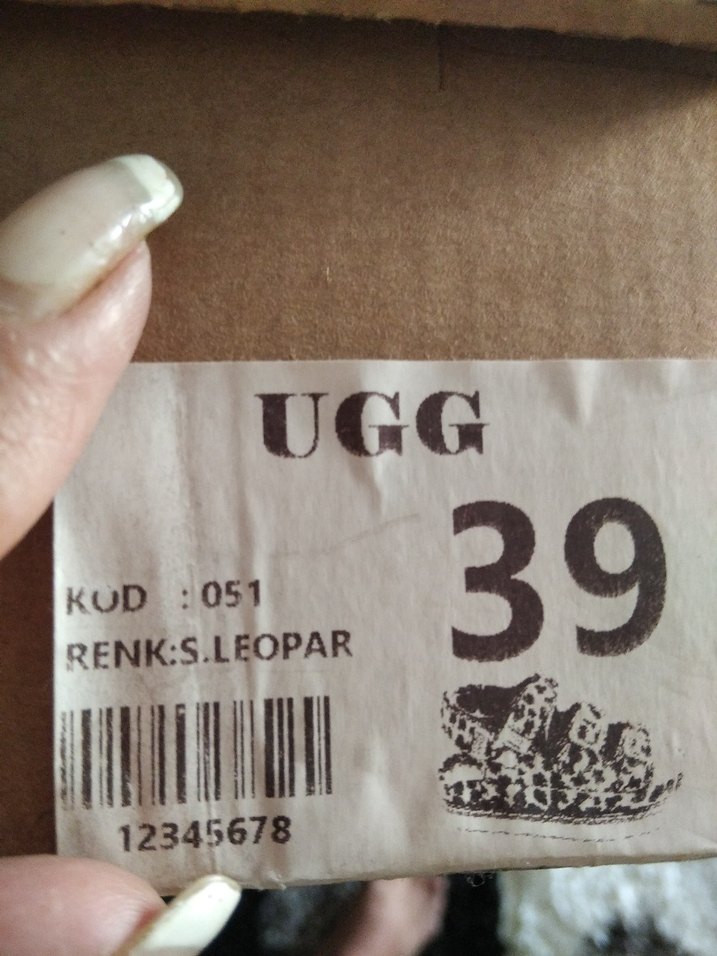 UGG
39
KOD : 051
RENK:S.LEOPAR
12345678